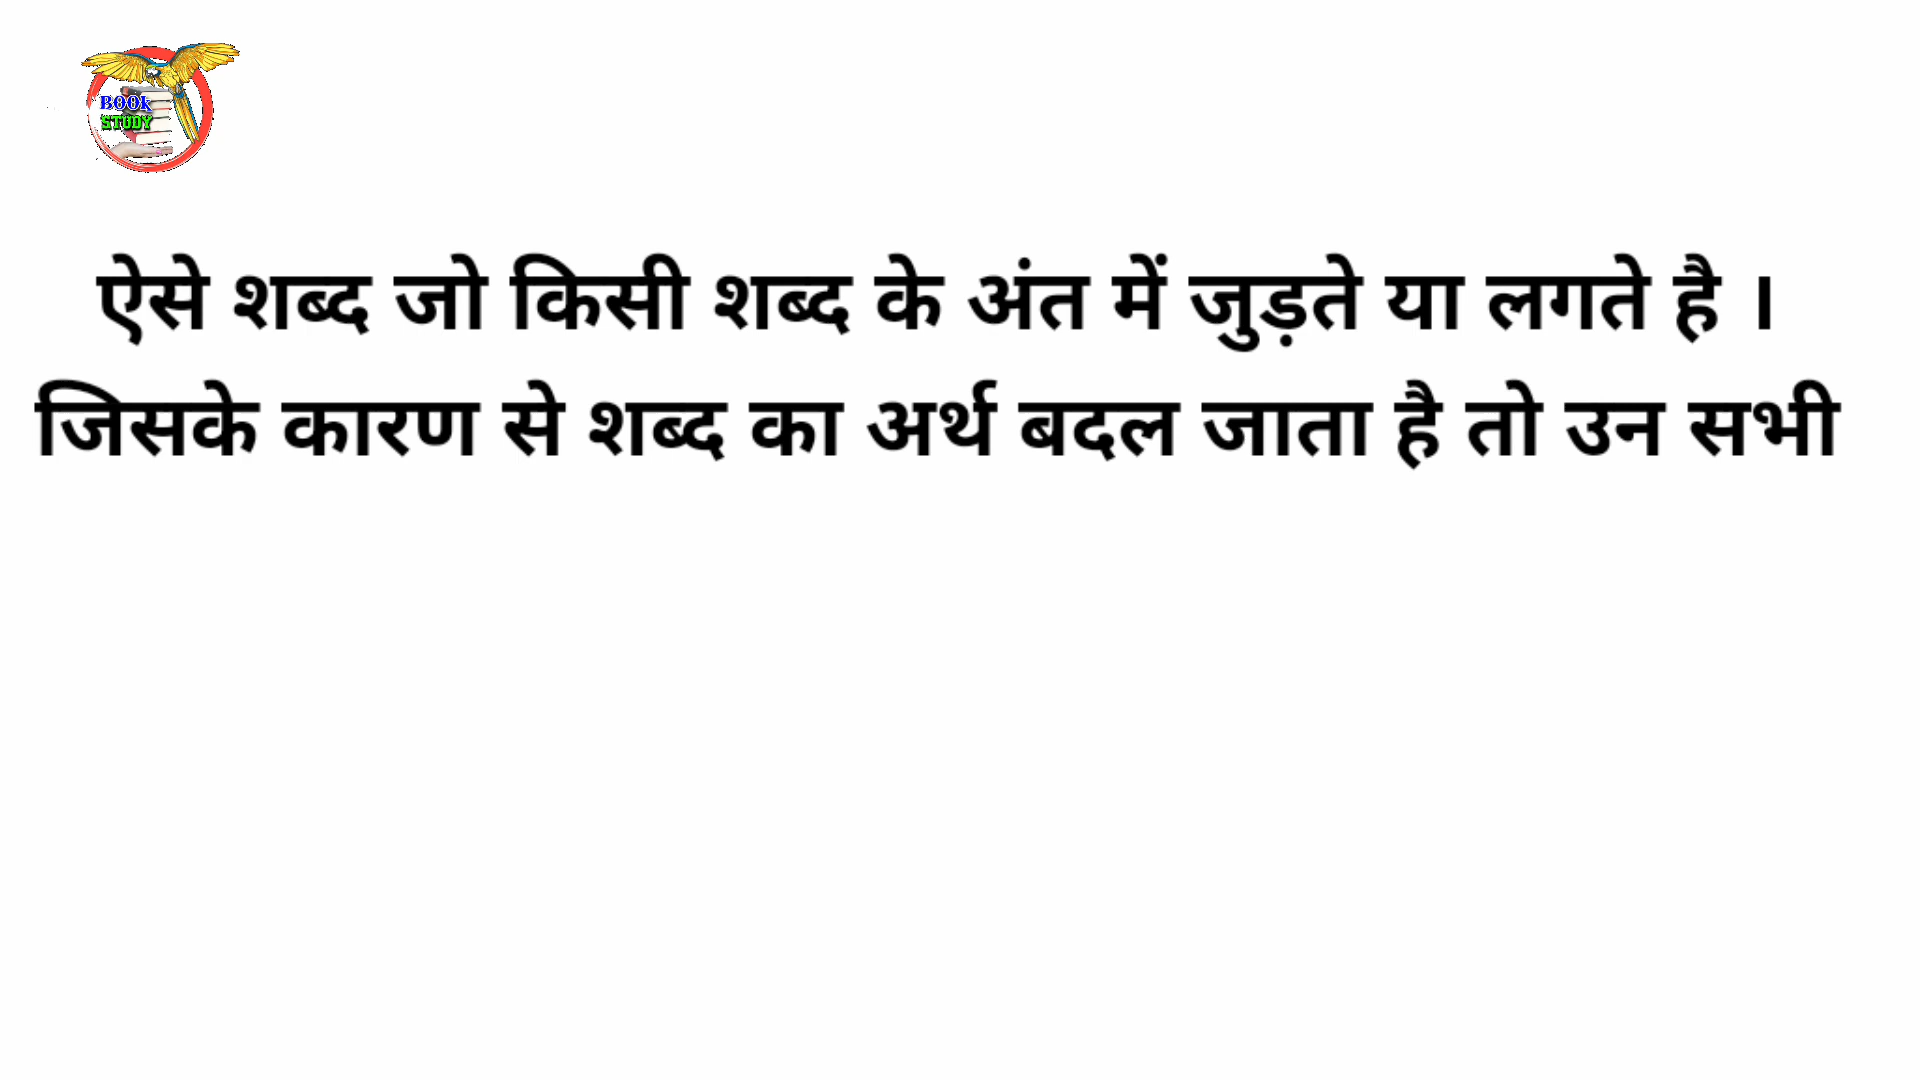 BOOk
STUDY
ऐसे शब्द जो किसी शब्द के अंत में जुड़ते या लगते है ।
जिसके कारण से शब्द का अर्थ बदल जाता है तो उन सभी